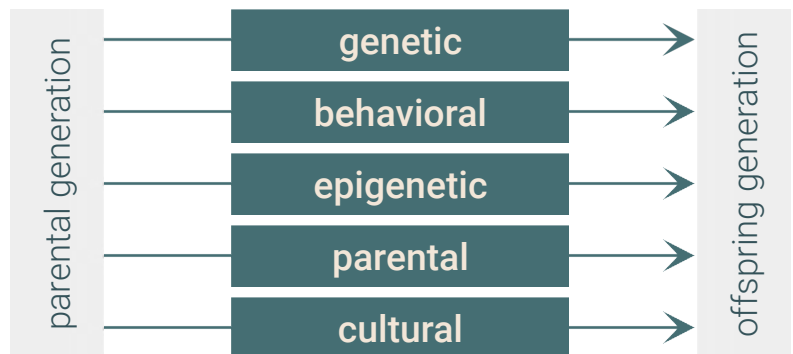 parental generation
genetic
behavioral
epigenetic
parental
cultural
offspring generation